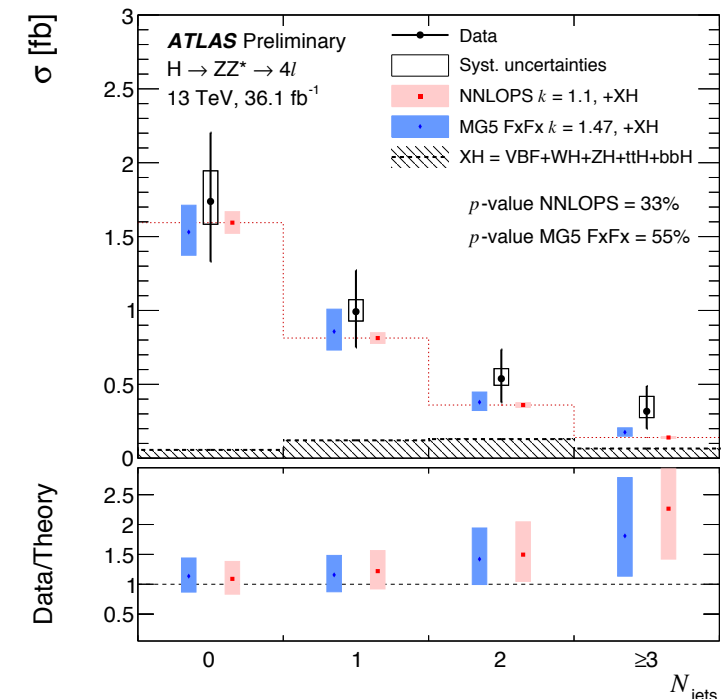 σ [fb]
3
2.5
2
1.5
1
0.5
0
ATLAS Preliminary
H → ZZ* → 4l
13 TeV, 36.1 fb⁻¹
Data
Syst. uncertainties
NNLOPS k = 1.1, +XH
MG5 FxFx k = 1.47, +XH
XH = VBF+WH+ZH+ttH+bbH
p-value NNLOPS = 33%
p-value MG5 FxFx = 55%
Data/Theory
2.5
2
1.5
1
0.5
0 1 2 ≥3
N jets